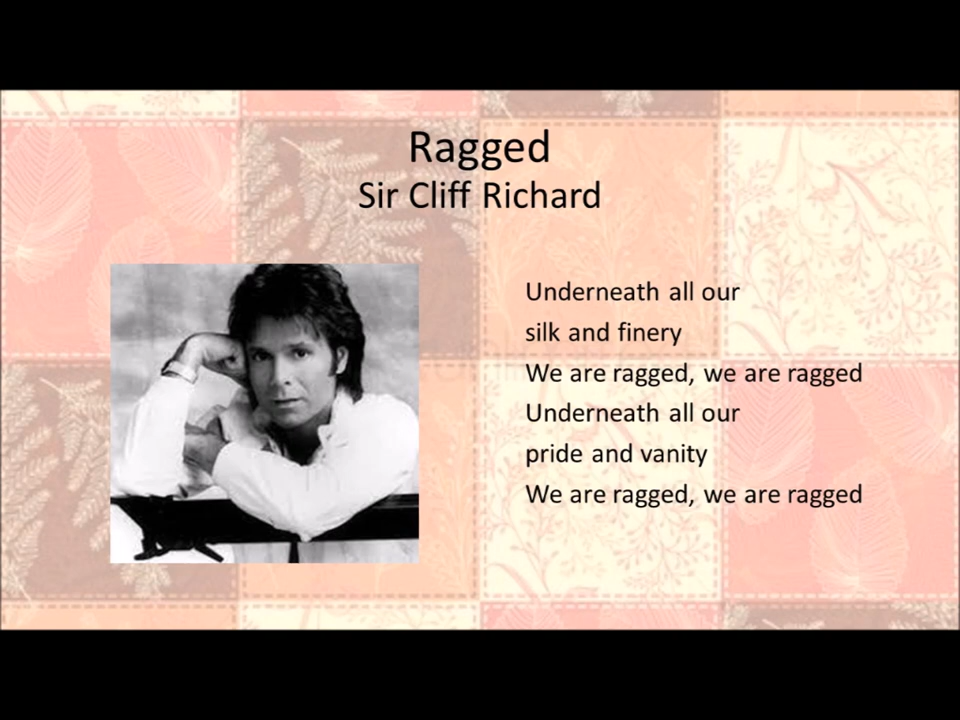 Ragged
Sir Cliff Richard
Underneath all our
silk and finery
We are ragged, we are ragged
Underneath all our
pride and vanity
We are ragged, we are ragged